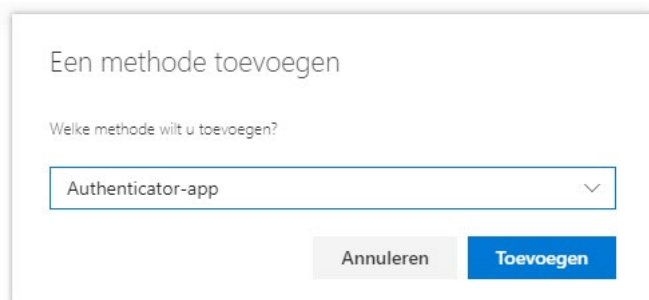 Een methode toevoegen
Welke methode wilt u toevoegen?
Authenticator-app
Annuleren
Toevoegen